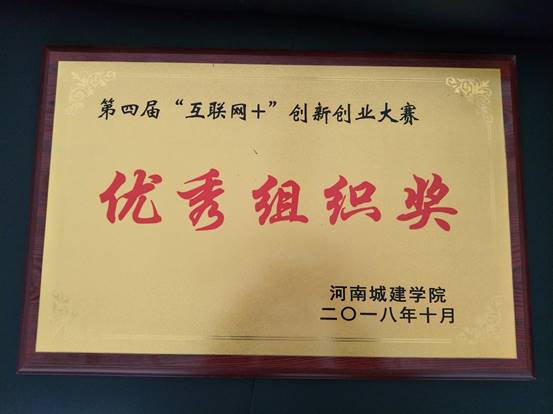 第四届“互联网+”创新创业大赛
优秀组织奖
河南城建学院
二〇一八年十月